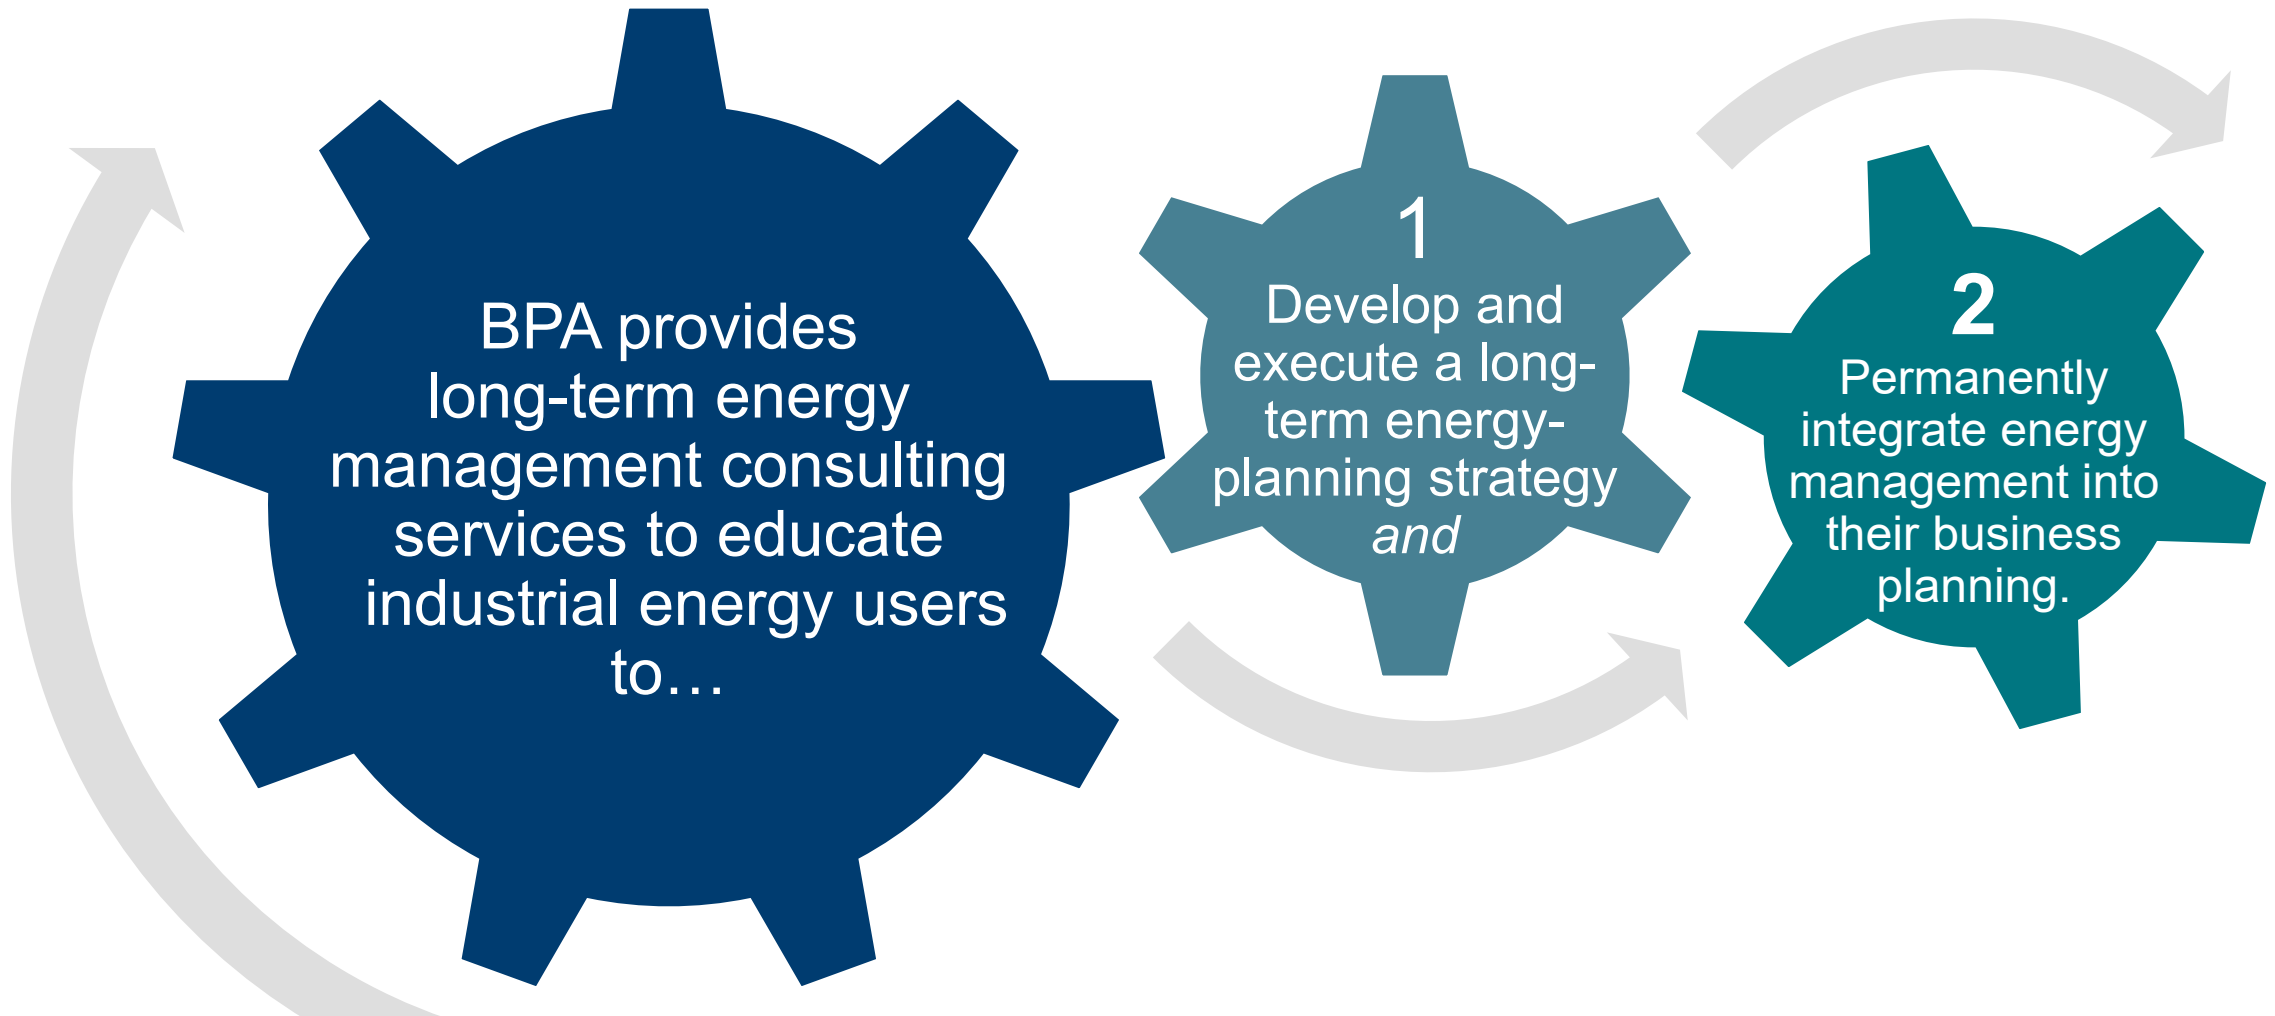 BPA provides
long-term energy
management consulting
services to educate
industrial energy users
to…
1
Develop and
execute a long-
term energy-
planning strategy
and
2
Permanently
integrate energy
management into
their business
planning.